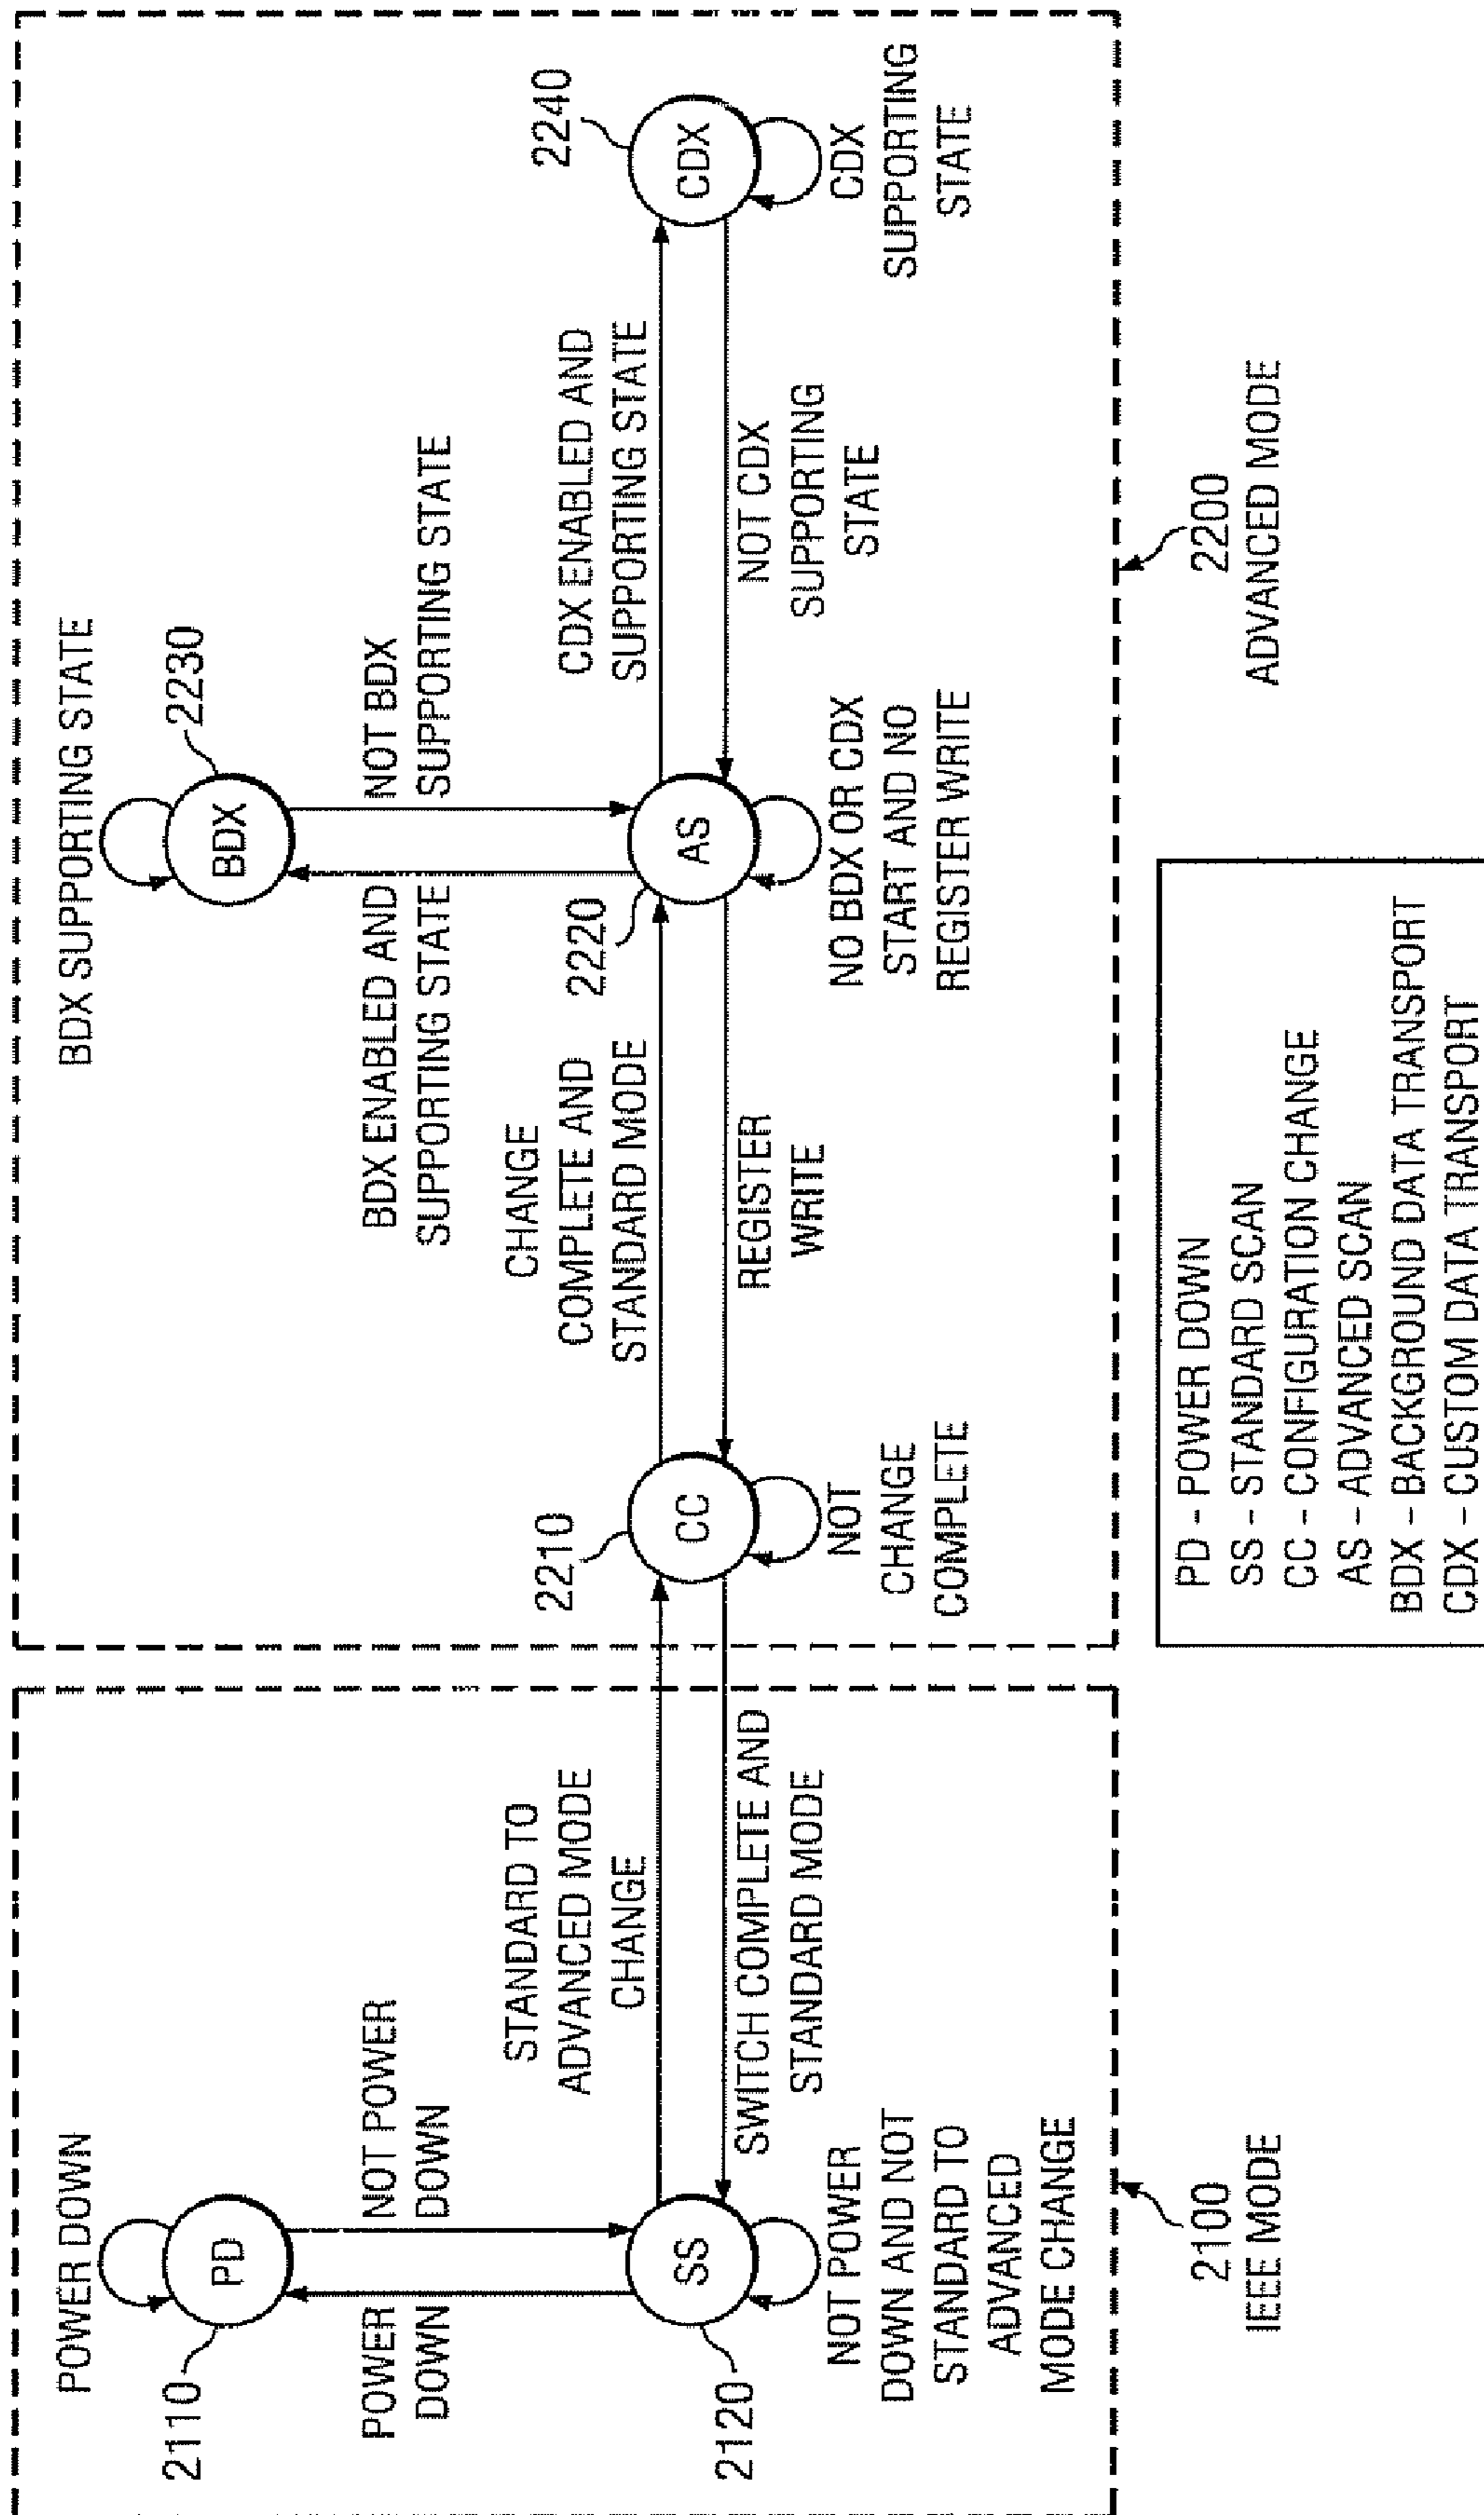 POWER DOWN
2110
PD
POWER
DOWN
NOT POWER
DOWN
STANDARD TO
ADVANCED MODE
CHANGE
2120
SS
SWITCH COMPLETE AND
STANDARD MODE
NOT POWER
DOWN AND NOT
STANDARD TO
ADVANCED
MODE CHANGE
2100
IEEE MODE
BDX SUPPORTING STATE
2230
BDX
BDX ENABLED AND
SUPPORTING STATE
NOT BDX
SUPPORTING STATE
2210
CC
CHANGE
COMPLETE AND
STANDARD MODE
2220
AS
CDX ENABLED AND
SUPPORTING STATE
2240
CDX
NOT
CHANGE
COMPLETE
REGISTER
WRITE
NO BDX OR CDX
START AND NO
REGISTER WRITE
NOT CDX
SUPPORTING
STATE
CDX
SUPPORTING
STATE
2200
ADVANCED MODE
PD - POWER DOWN
SS - STANDARD SCAN
CC - CONFIGURATION CHANGE
AS - ADVANCED SCAN
BDX - BACKGROUND DATA TRANSPORT
CDX - CUSTOM DATA TRANSPORT